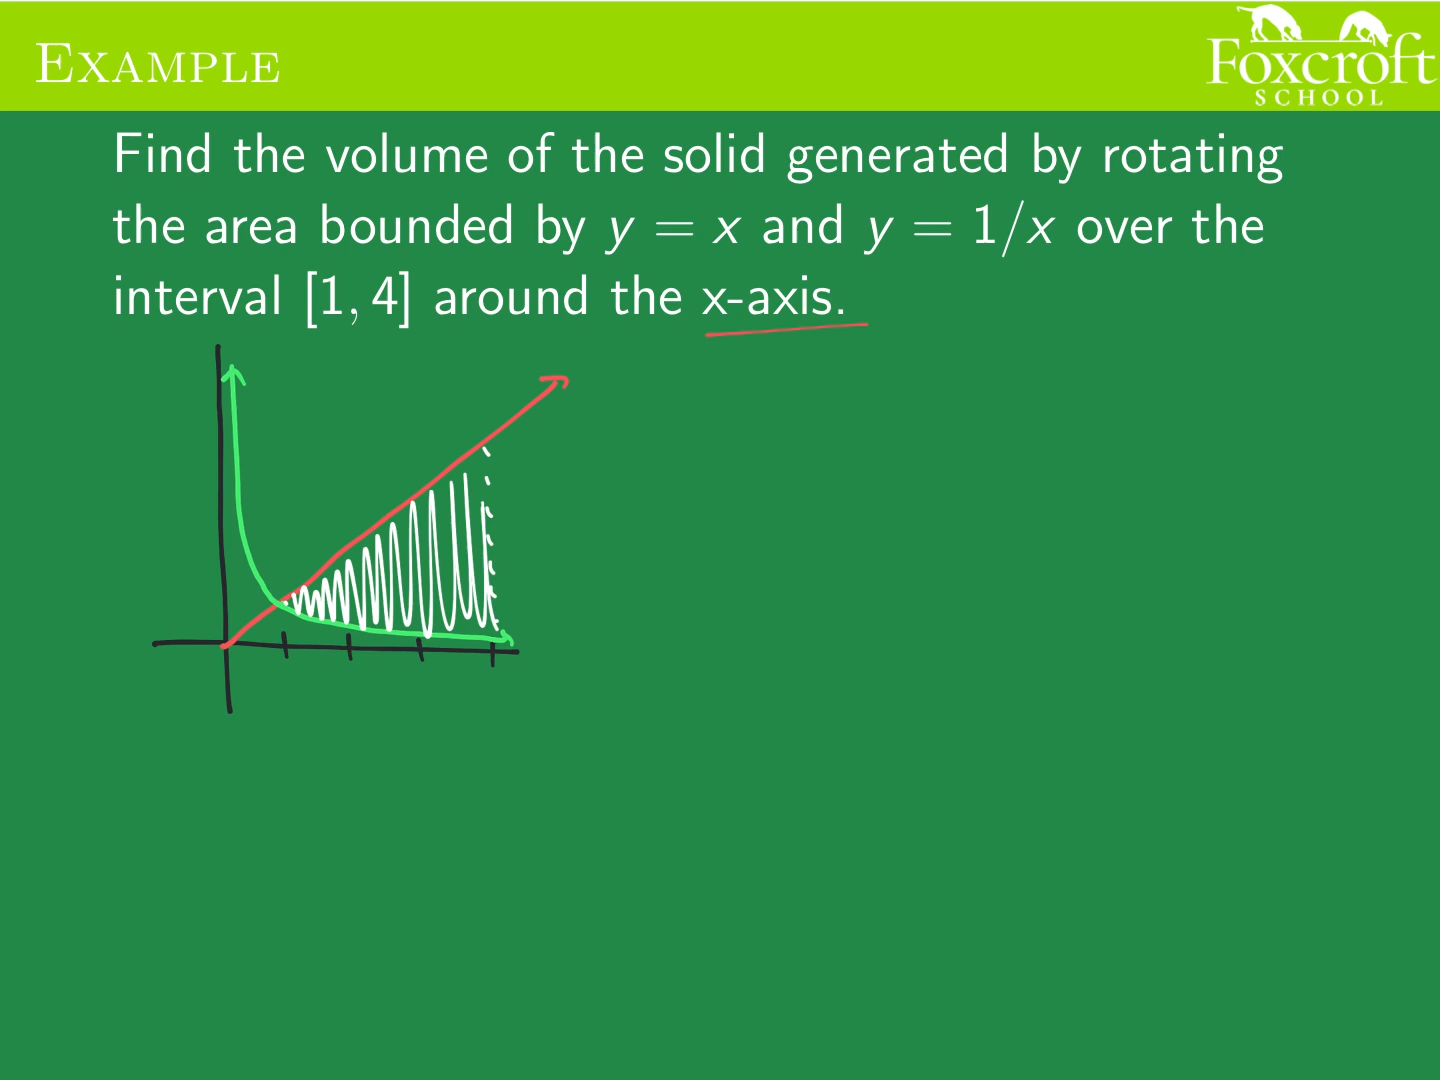 Example
Foxcroft
SCHOOL
Find the volume of the solid generated by rotating
the area bounded by y = x and y = 1/x over the
interval [1, 4] around the x-axis.